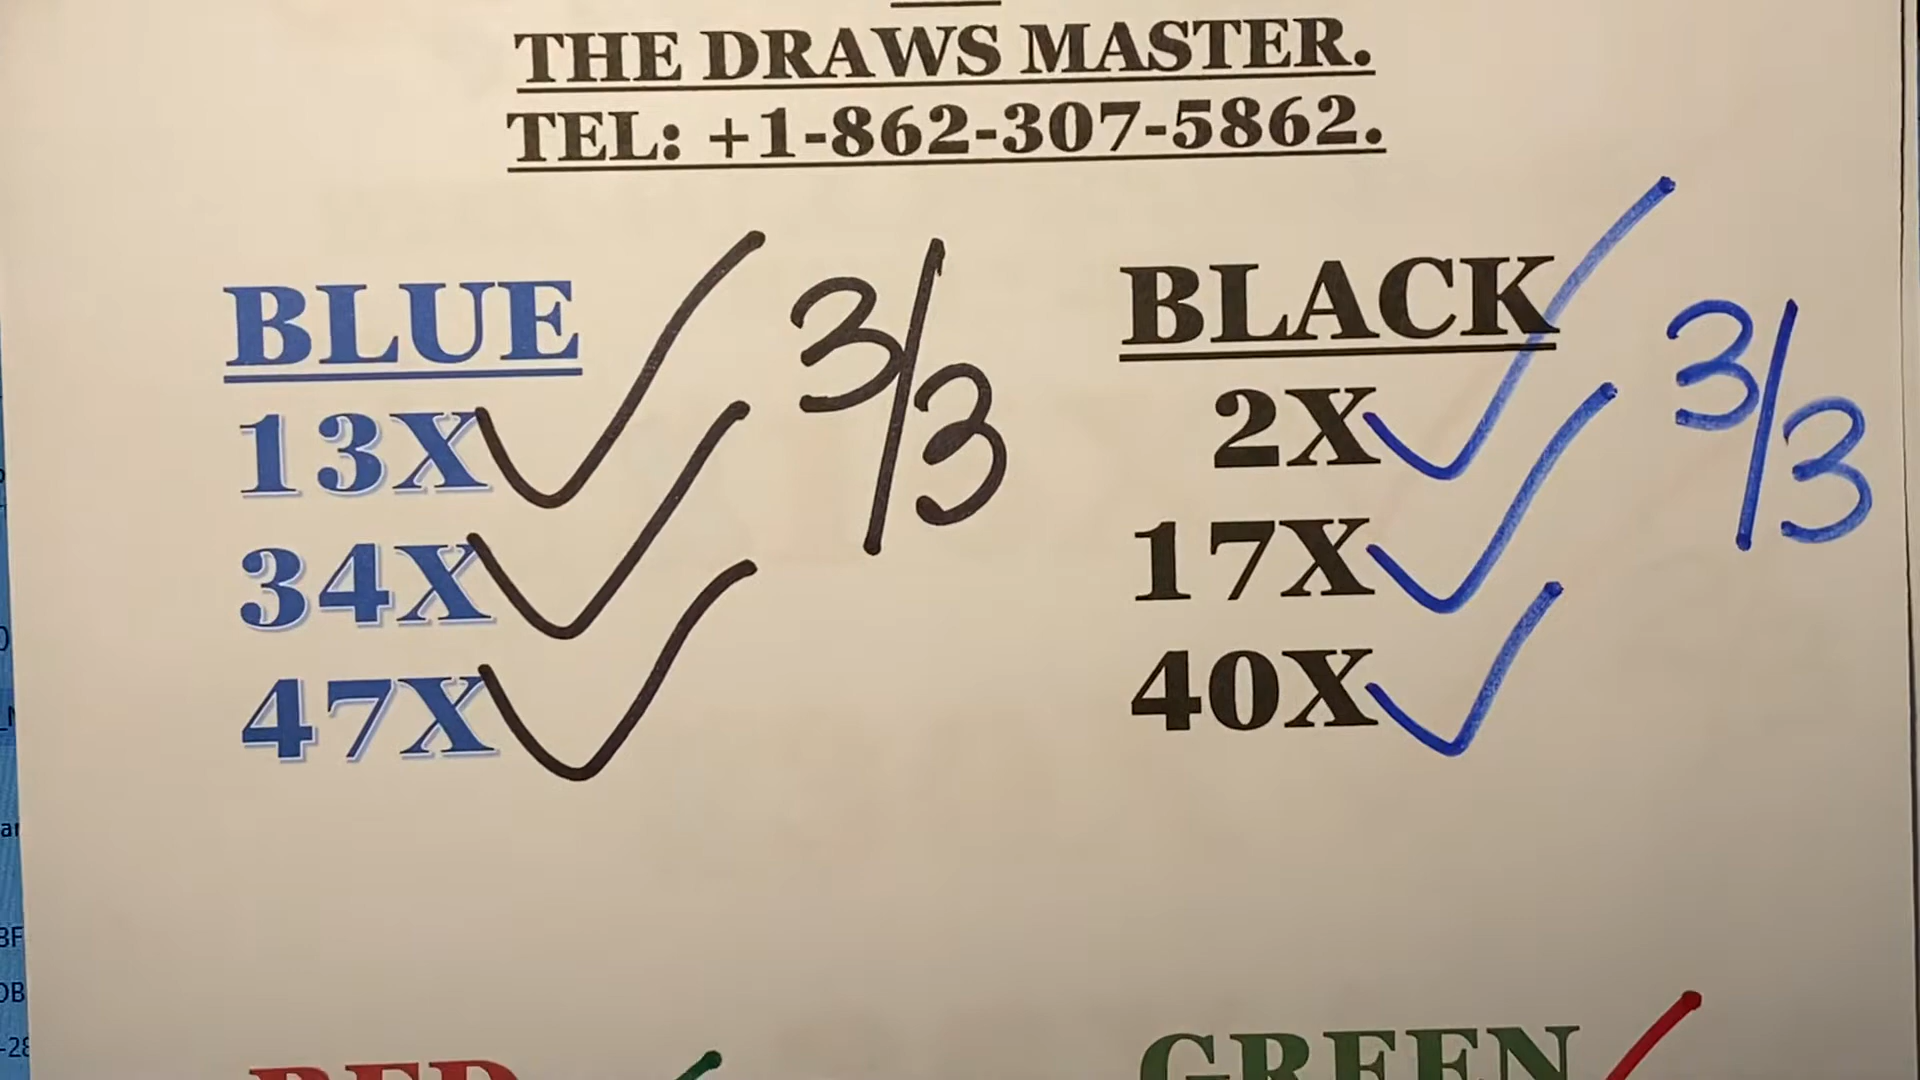 THE DRAWS MASTER.
TEL: +1-862-307-5862.
BLUE
13X
34X
47X
3/3
BLACK
2X
17X
40X
3/3
RED
GREEN